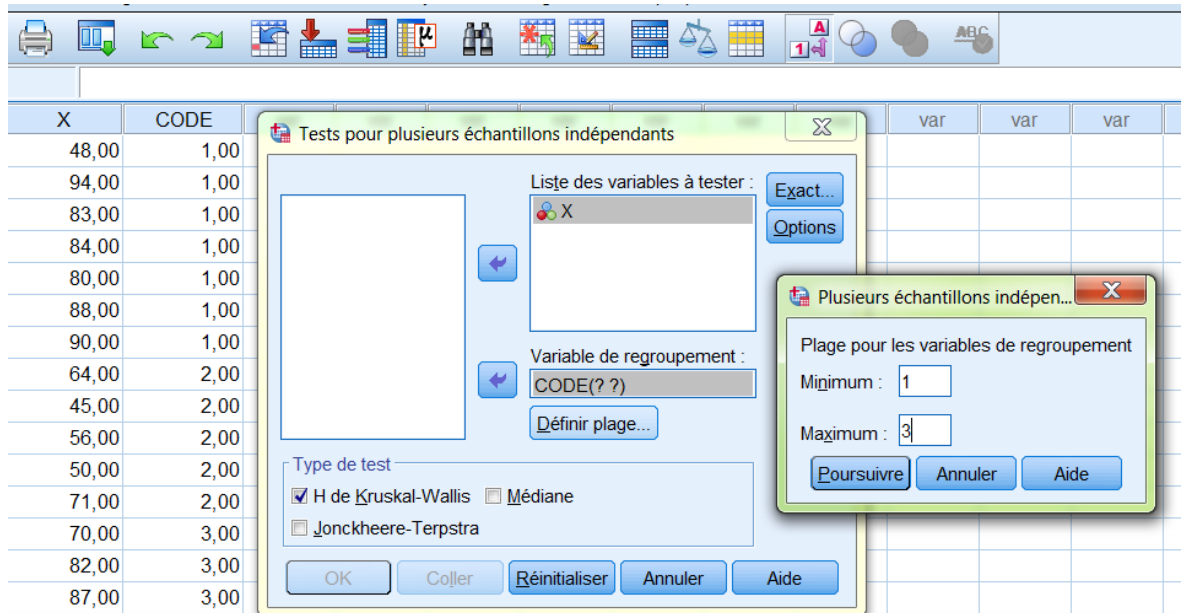 X CODE var var var
48,00 1,00
94,00 1,00
83,00 1,00
84,00 1,00
80,00 1,00
88,00 1,00
90,00 1,00
64,00 2,00
45,00 2,00
56,00 2,00
50,00 2,00
71,00 2,00
70,00 3,00
82,00 3,00
87,00 3,00
Tests pour plusieurs échantillons indépendants
Liste des variables à tester :
X
Exact...
Options
Variable de regroupement :
CODE(? ?)
Définir plage...
Type de test
H de Kruskal-Wallis Médiane
Jonckheere-Terpstra
OK Coller Réinitialiser Annuler Aide
Plusieurs échantillons indépen...
Plage pour les variables de regroupement
Minimum : 1
Maximum : 3
Poursuivre Annuler Aide